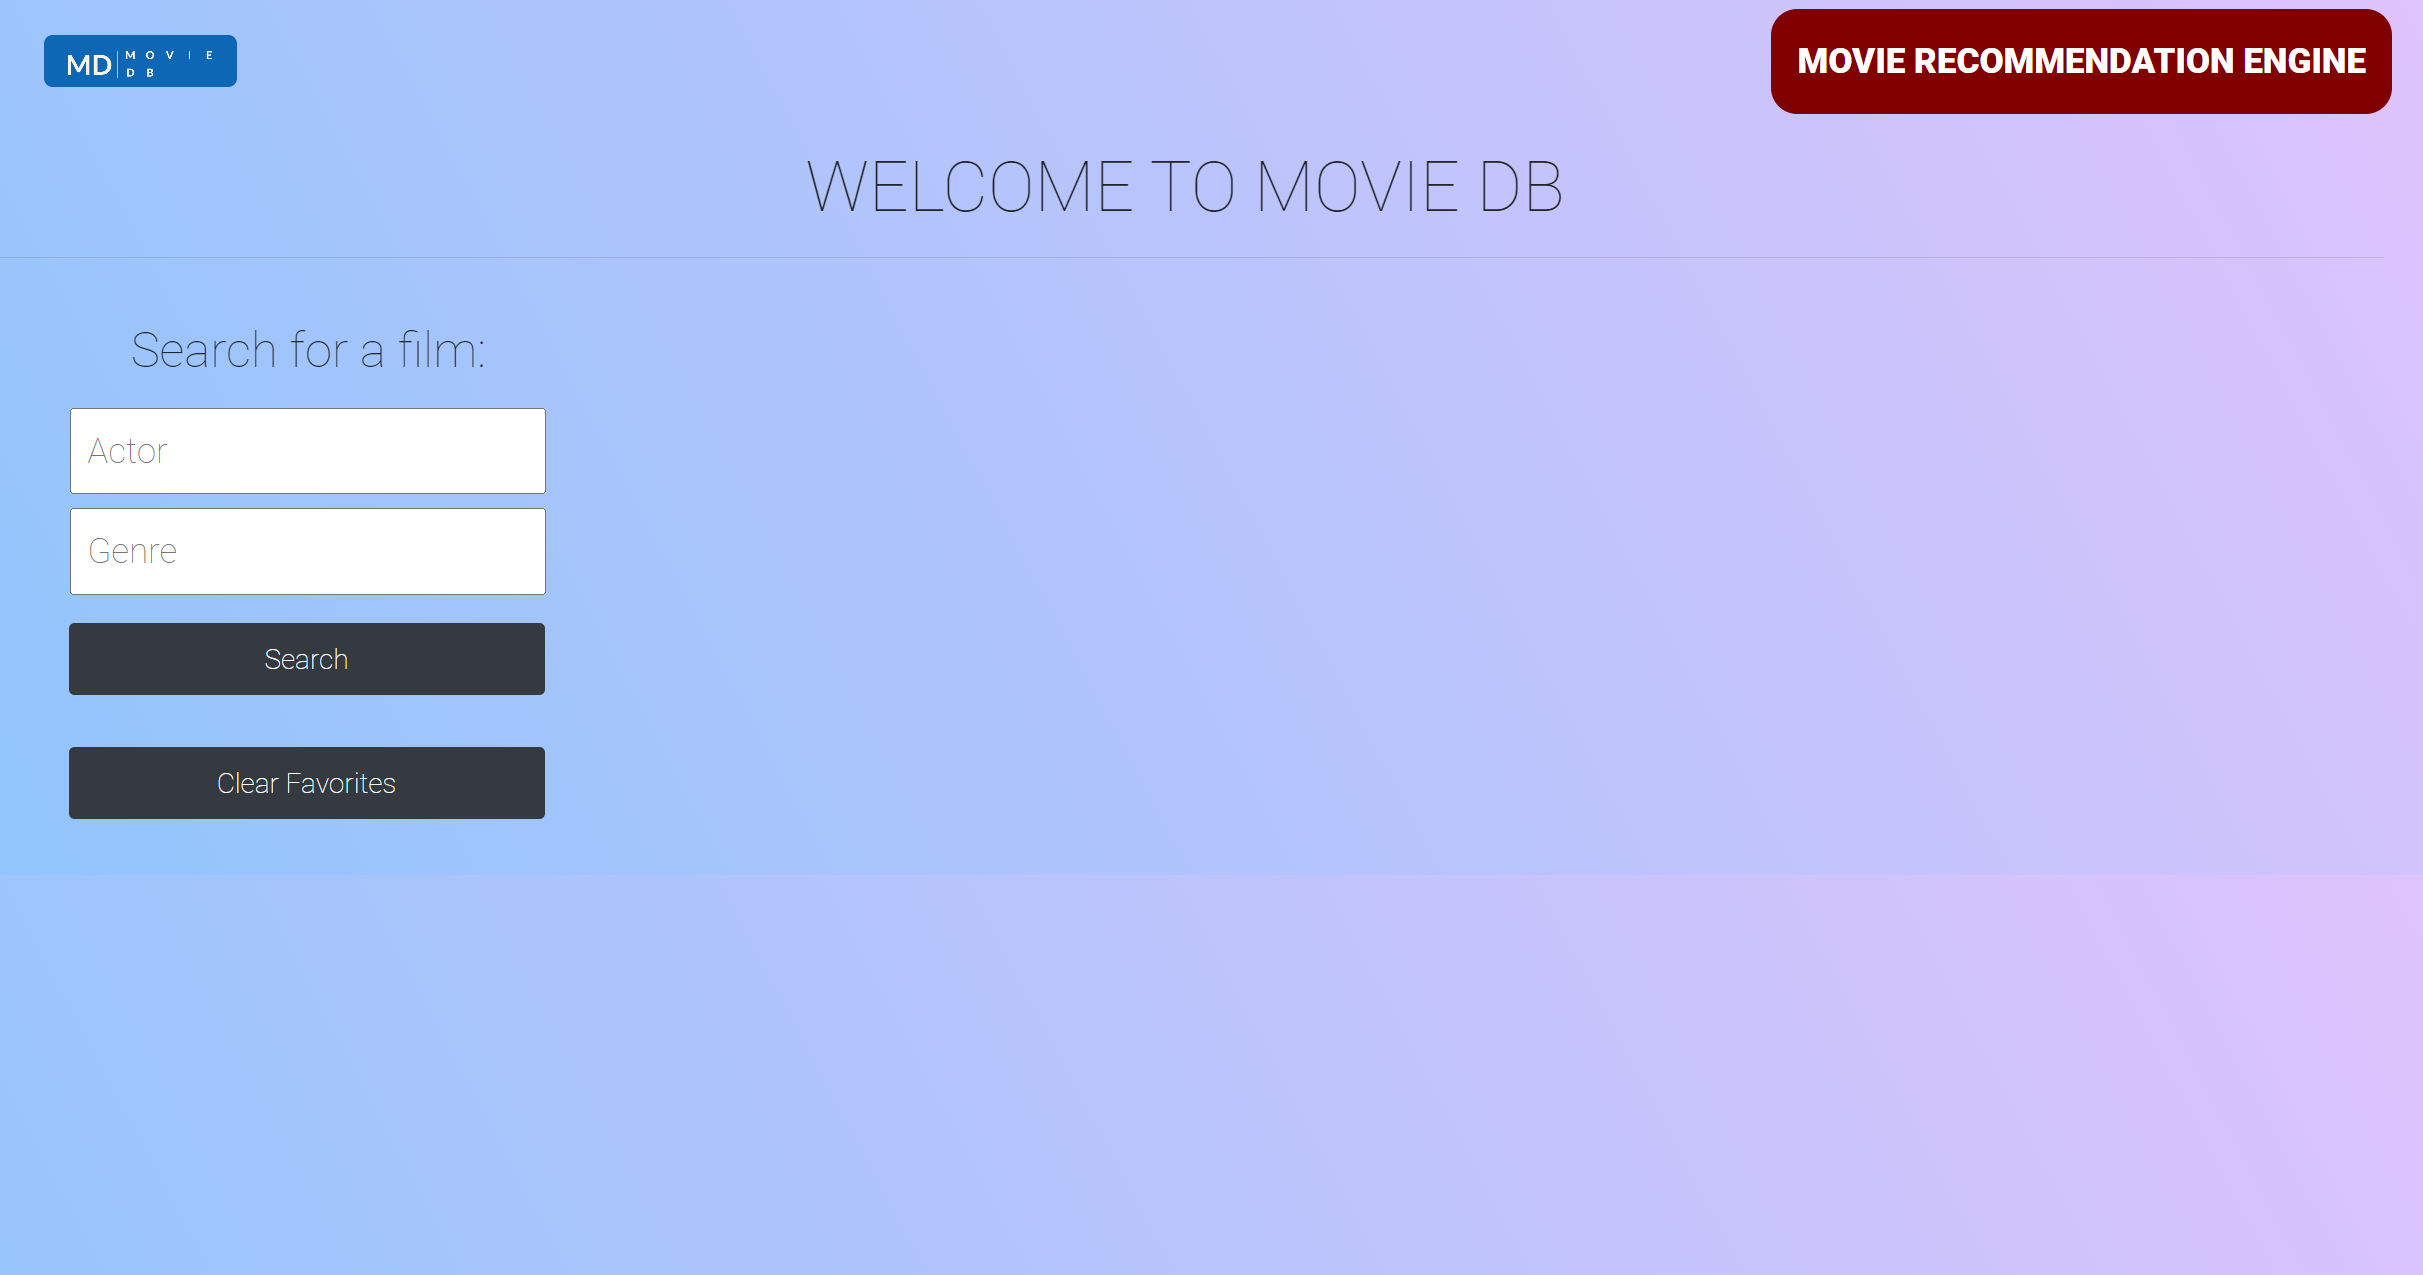 MD MOVIE
DB
MOVIE RECOMMENDATION ENGINE
WELCOME TO MOVIE DB
Search for a film:
Actor
Genre
Search
Clear Favorites